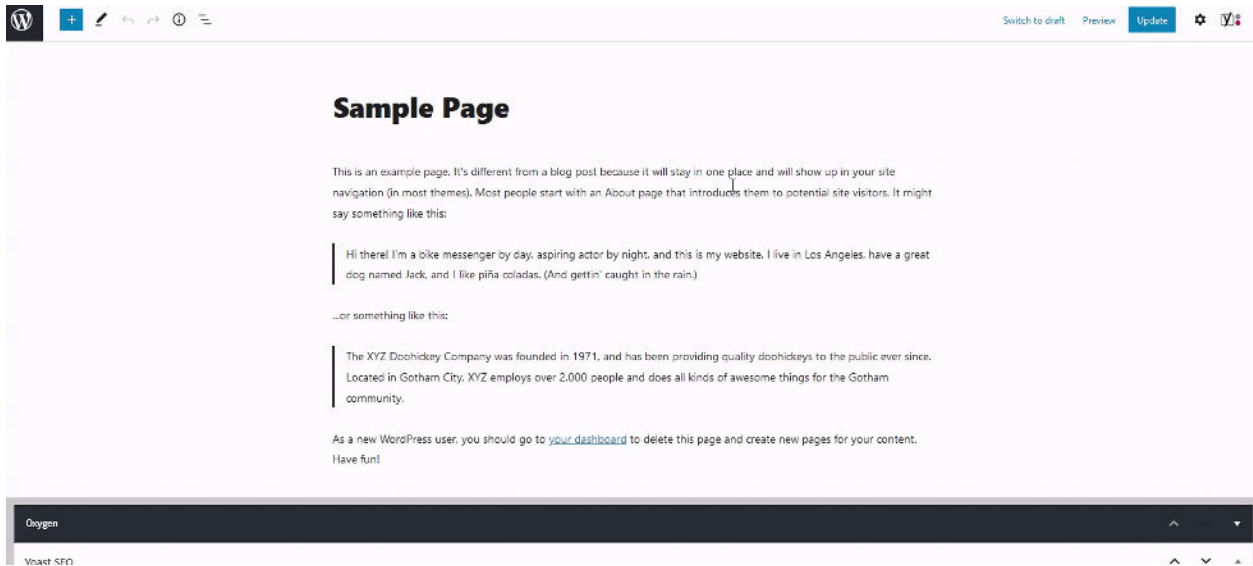 Switch to draft Preview Update
Sample Page
This is an example page. It's different from a blog post because it will stay in one place and will show up in your site
navigation (in most themes). Most people start with an About page that introduces them to potential site visitors. It might
say something like this:
Hi there! I'm a bike messenger by day, aspiring actor by night, and this is my website. I live in Los Angeles, have a great
dog named Jack, and I like piña coladas. (And gettin' caught in the rain.)
...or something like this:
The XYZ Doohickey Company was founded in 1971, and has been providing quality doohickeys to the public ever since.
Located in Gotham City, XYZ employs over 2,000 people and does all kinds of awesome things for the Gotham
community.
As a new WordPress user, you should go to your dashboard to delete this page and create new pages for your content.
Have fun!
Oxygen
Yoast SEO